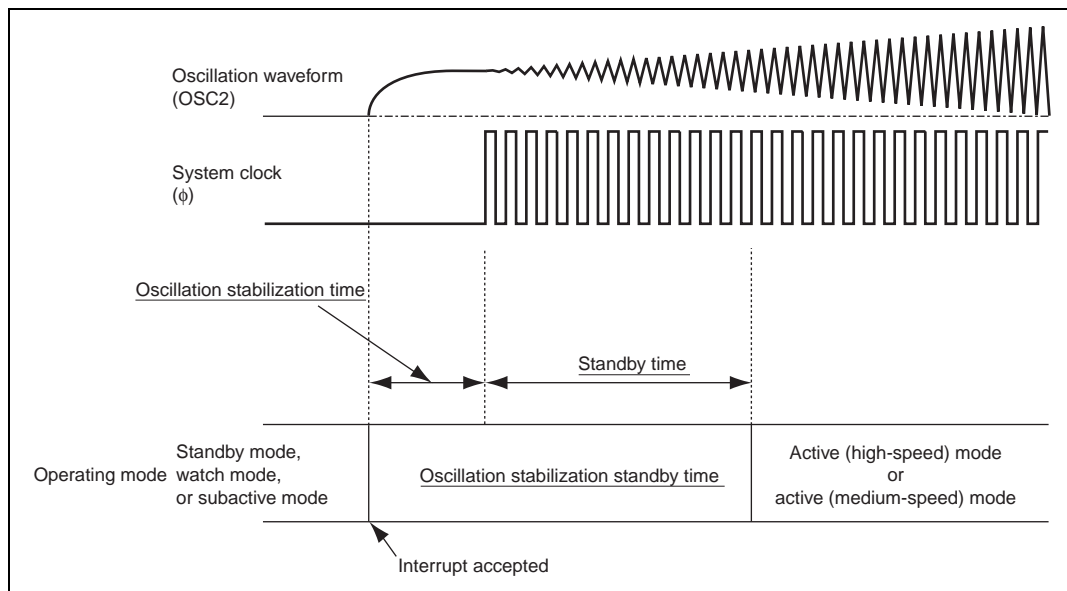 Oscillation waveform
(OSC2)
System clock
(ϕ)
Oscillation stabilization time
Standby time
Operating mode
Standby mode,
watch mode,
or subactive mode
Oscillation stabilization standby time
Active (high-speed) mode
or
active (medium-speed) mode
Interrupt accepted